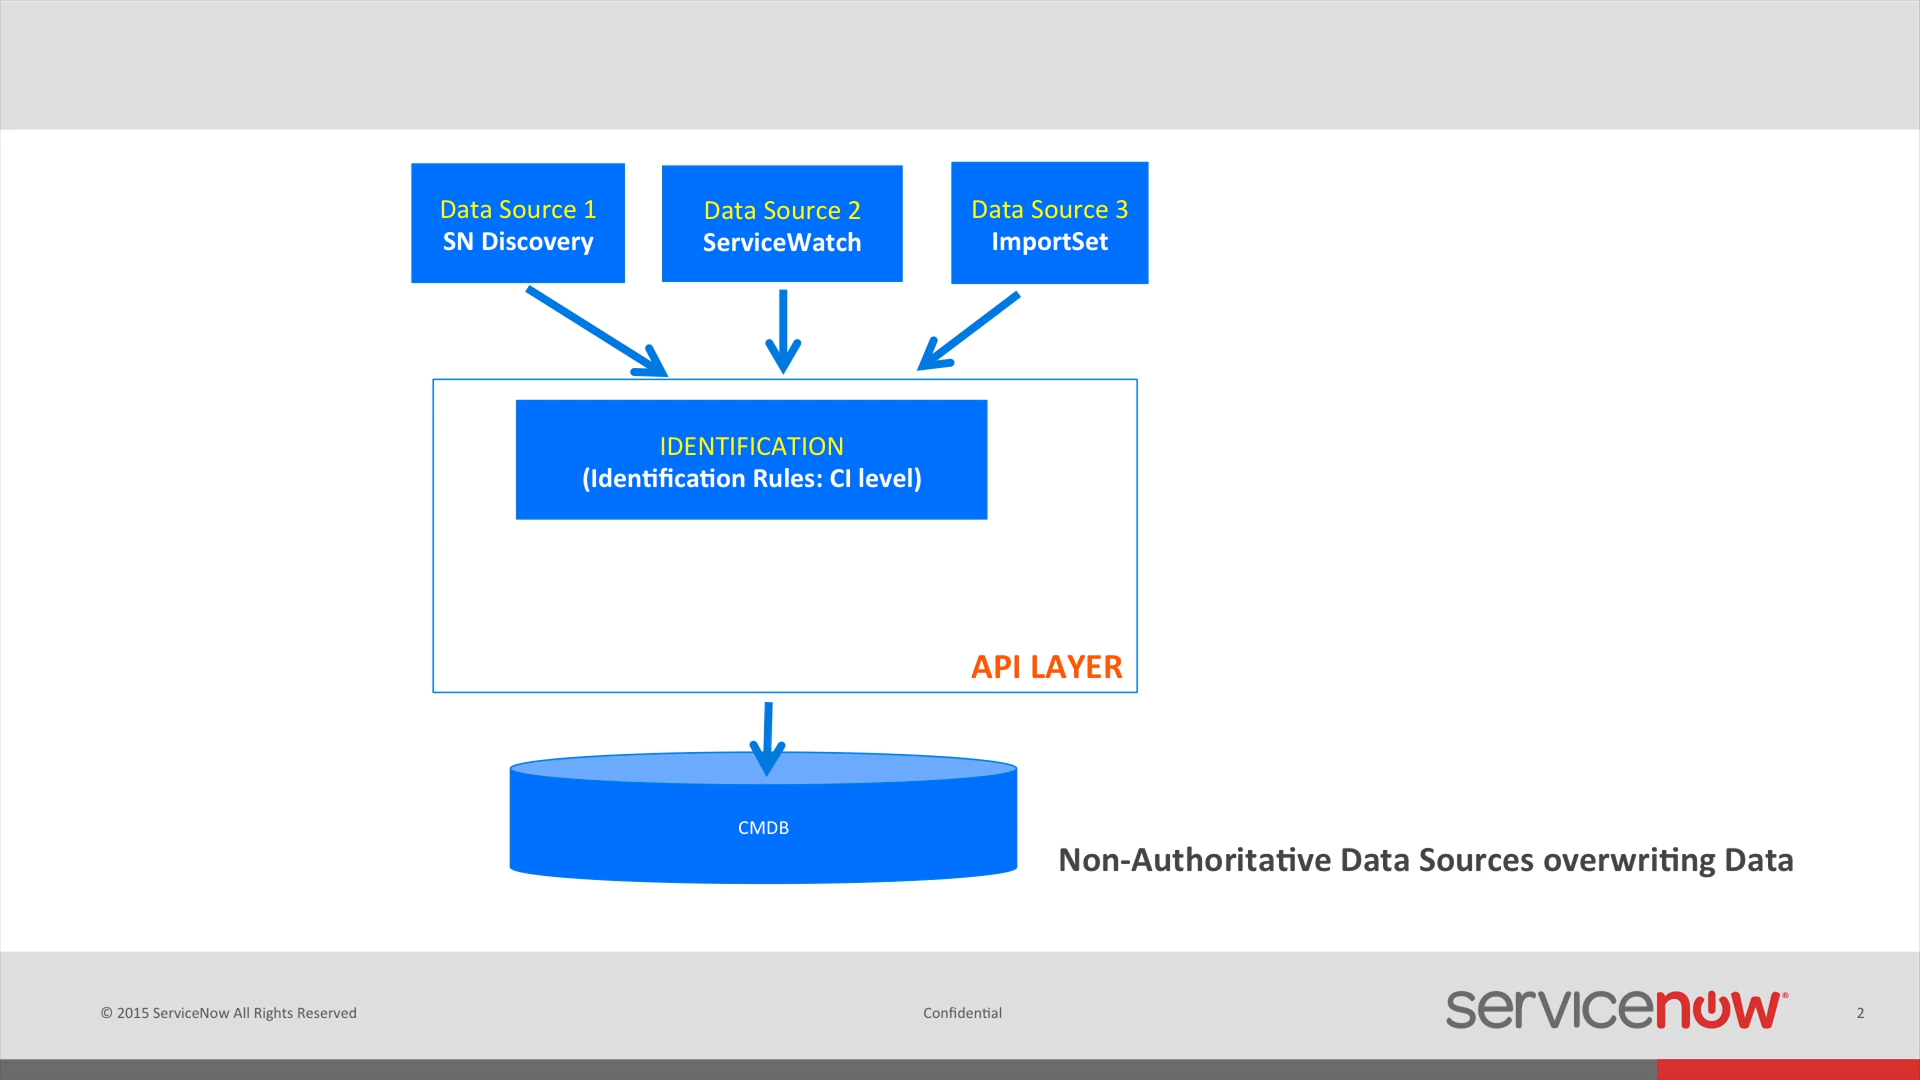 Data Source 1
SN Discovery
Data Source 2
ServiceWatch
Data Source 3
ImportSet
IDENTIFICATION
(Identification Rules: CI level)
API LAYER
CMDB
Non-Authoritative Data Sources overwriting Data
© 2015 ServiceNow All Rights Reserved
Confidential
servicenow®
2